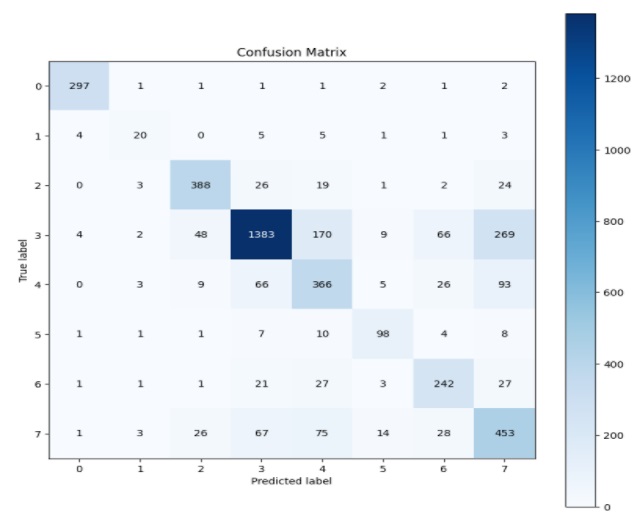 Confusion Matrix
0 297 1 1 1 1 2 1 2
1 4 20 0 5 5 1 1 3
2 0 3 388 26 19 1 2 24
3 4 2 48 1383 170 9 66 269
4 0 3 9 66 366 5 26 93
5 1 1 1 7 10 98 4 8
6 1 1 1 21 27 3 242 27
7 1 3 26 67 75 14 28 453
0 1 2 3 4 5 6 7
True label
Predicted label
1200
1000
800
600
400
200
0